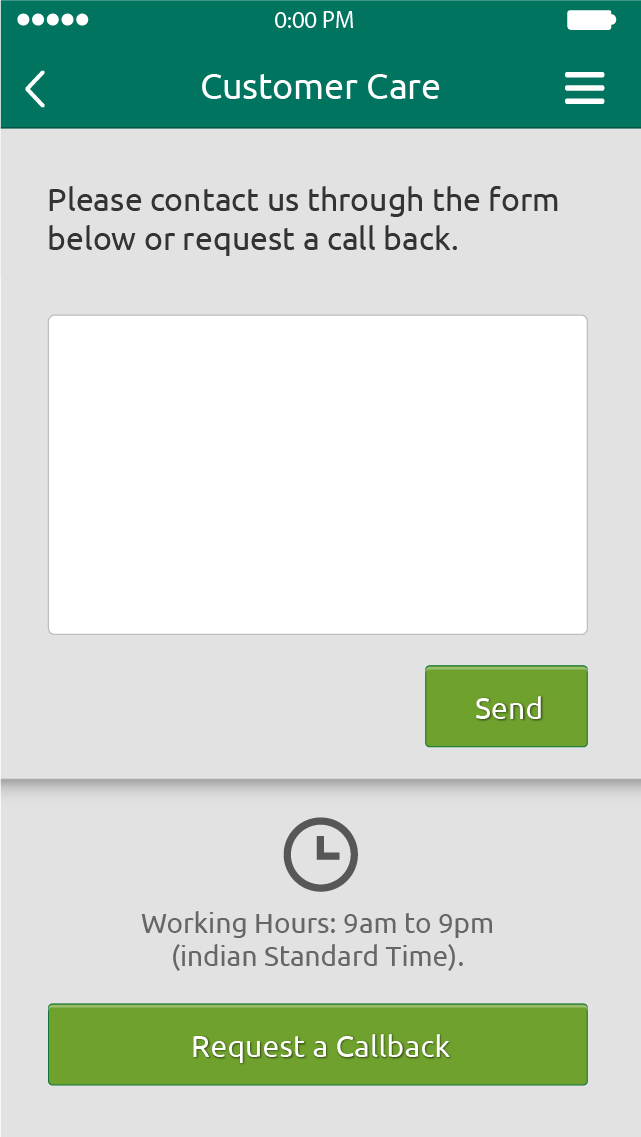 0:00 PM
Customer Care
Please contact us through the form
below or request a call back.
Send
Working Hours: 9am to 9pm
(indian Standard Time).
Request a Callback